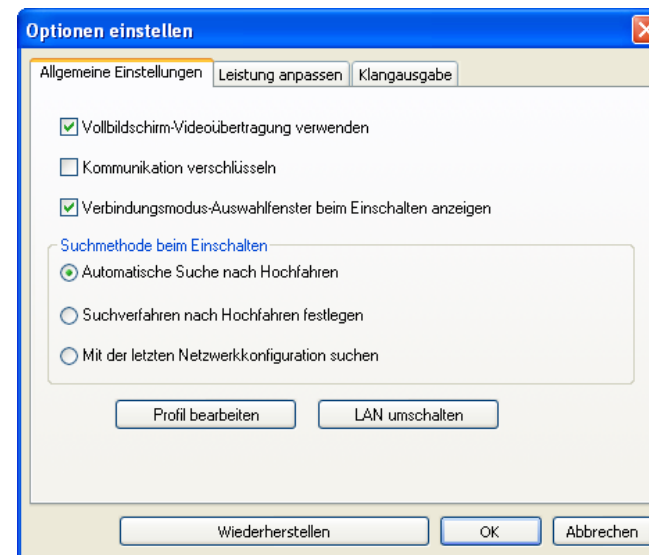 Optionen einstellen
Allgemeine Einstellungen Leistung anpassen Klangausgabe
Vollbildschirm-Videoübertragung verwenden
Kommunikation verschlüsseln
Verbindungsmodus-Auswahlfenster beim Einschalten anzeigen
Suchmethode beim Einschalten
Automatische Suche nach Hochfahren
Suchverfahren nach Hochfahren festlegen
Mit der letzten Netzwerkkonfiguration suchen
Profil bearbeiten LAN umschalten
Wiederherstellen OK Abbrechen